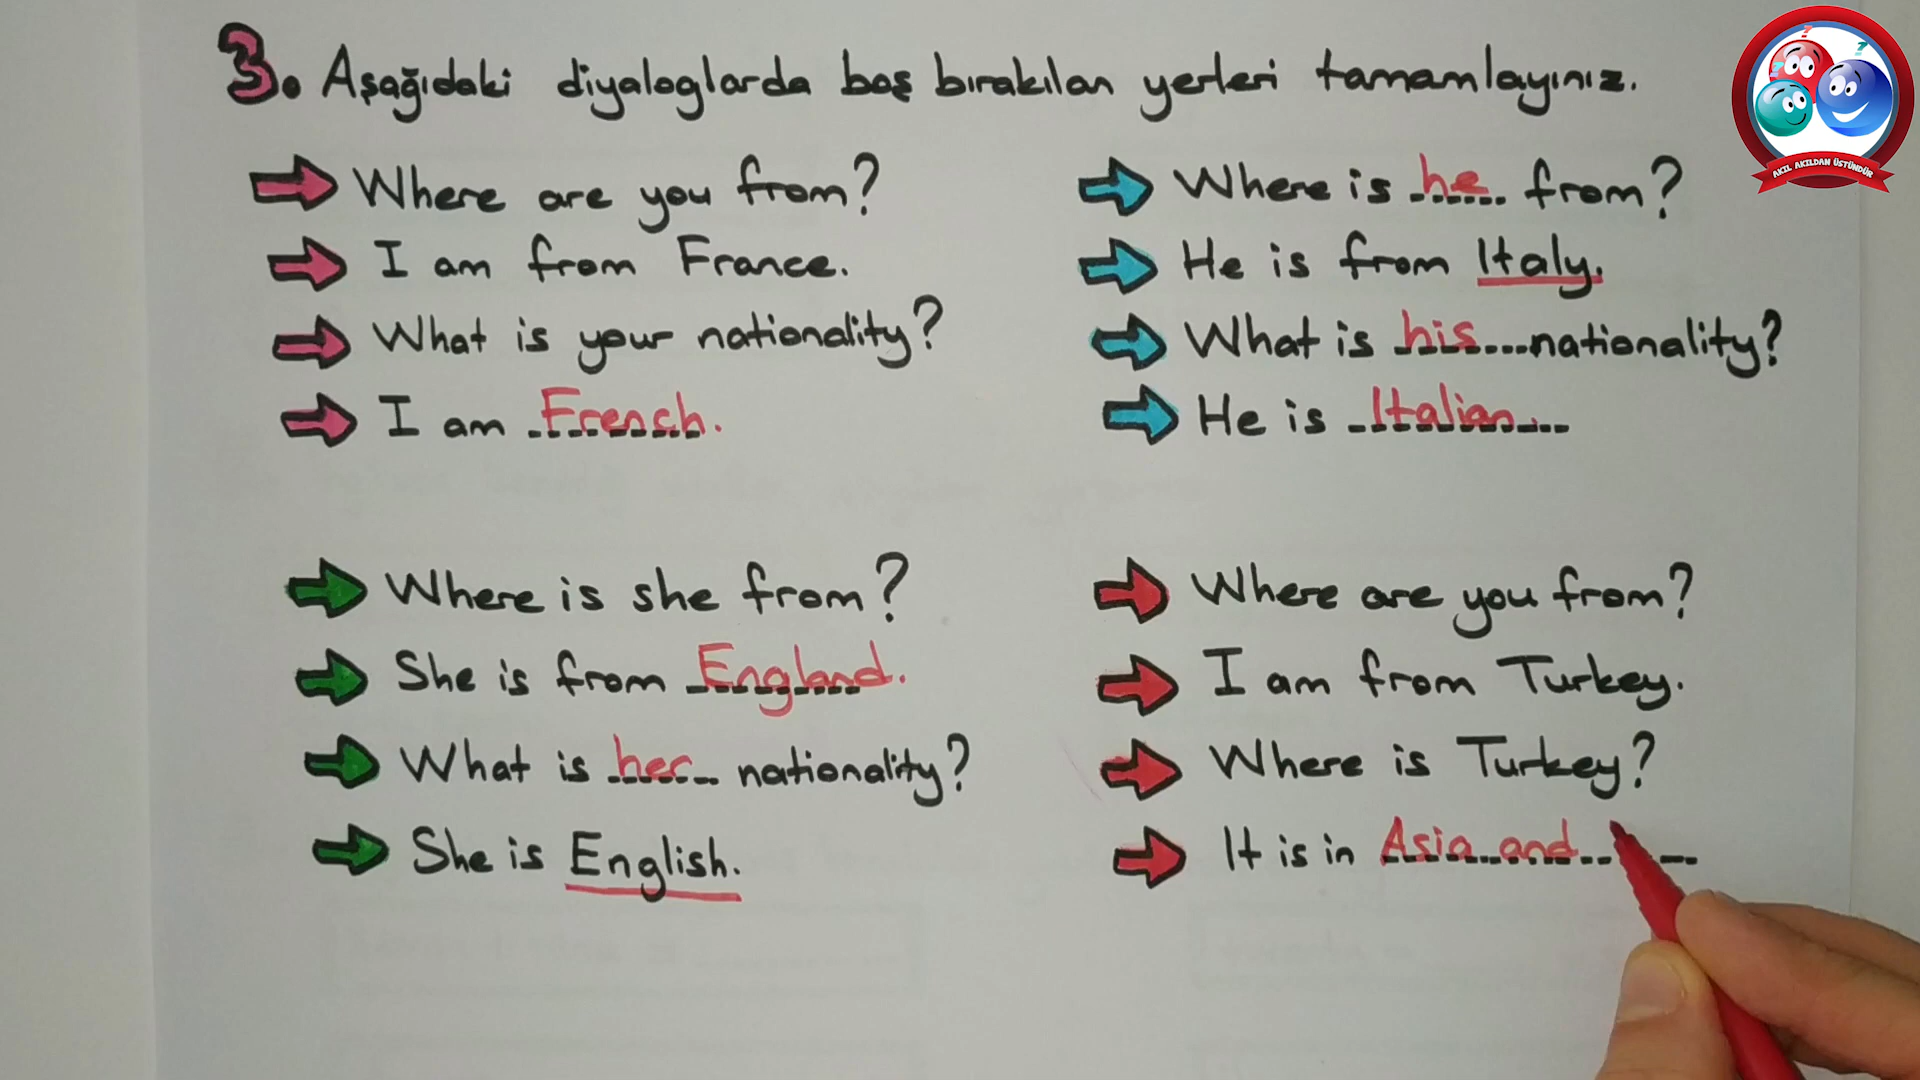 3. Aşağıdaki diyaloglarda boş bırakılan yerleri tamamlayınız.
Where are you from?
I am from France.
What is your nationality?
I am French.
Where is he from?
He is from Italy.
What is his nationality?
He is Italian.
Where is she from?
She is from England.
What is her nationality?
She is English.
Where are you from?
I am from Turkey.
Where is Turkey?
It is in Asia and
AKIL AKILDAN ÜSTÜNDÜR